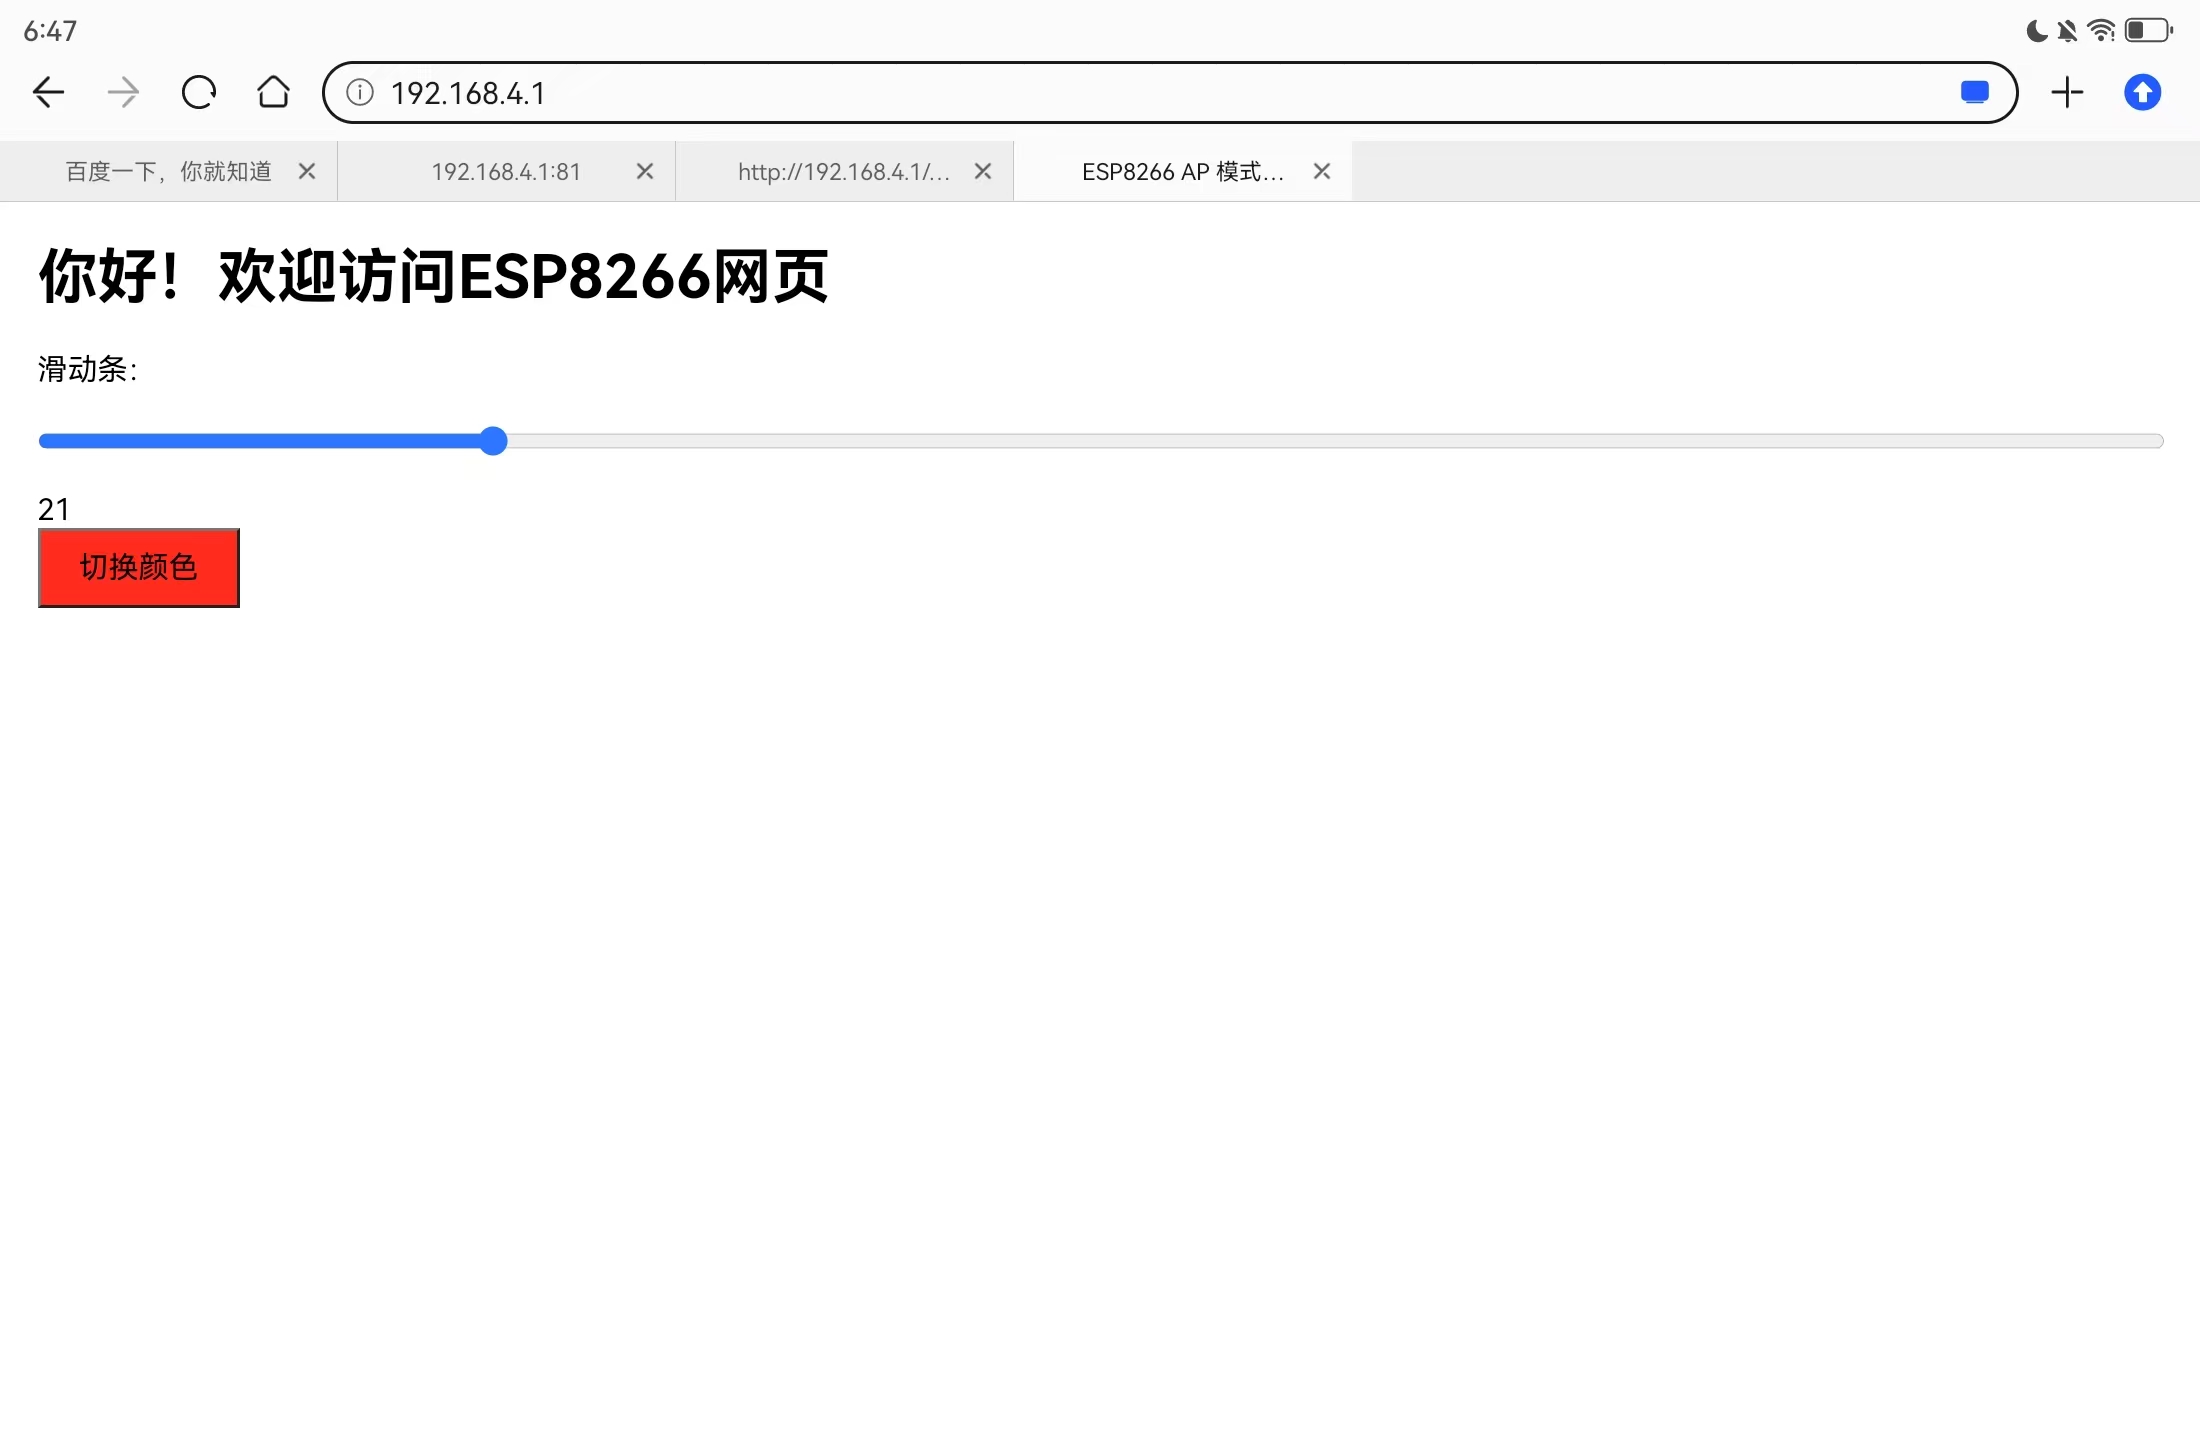 6:47
192.168.4.1
百度一下，你就知道
192.168.4.1:81
http://192.168.4.1/...
ESP8266 AP 模式...
你好！欢迎访问ESP8266网页
滑动条：
21
切换颜色